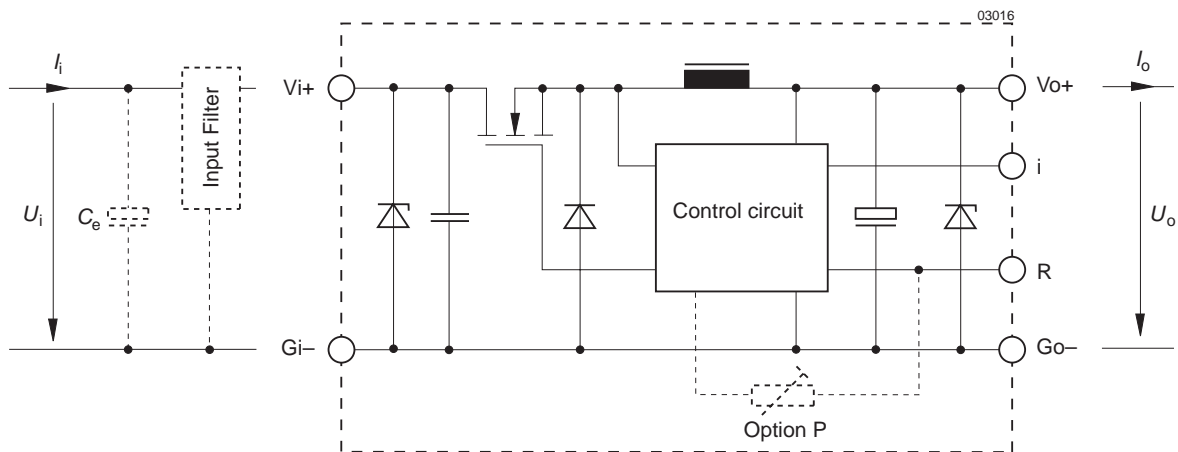 03016
Ii
Vi+
Vo+
Io
Input Filter
i
Ui
Ce
Control circuit
Uo
R
Gi–
Go–
Option P